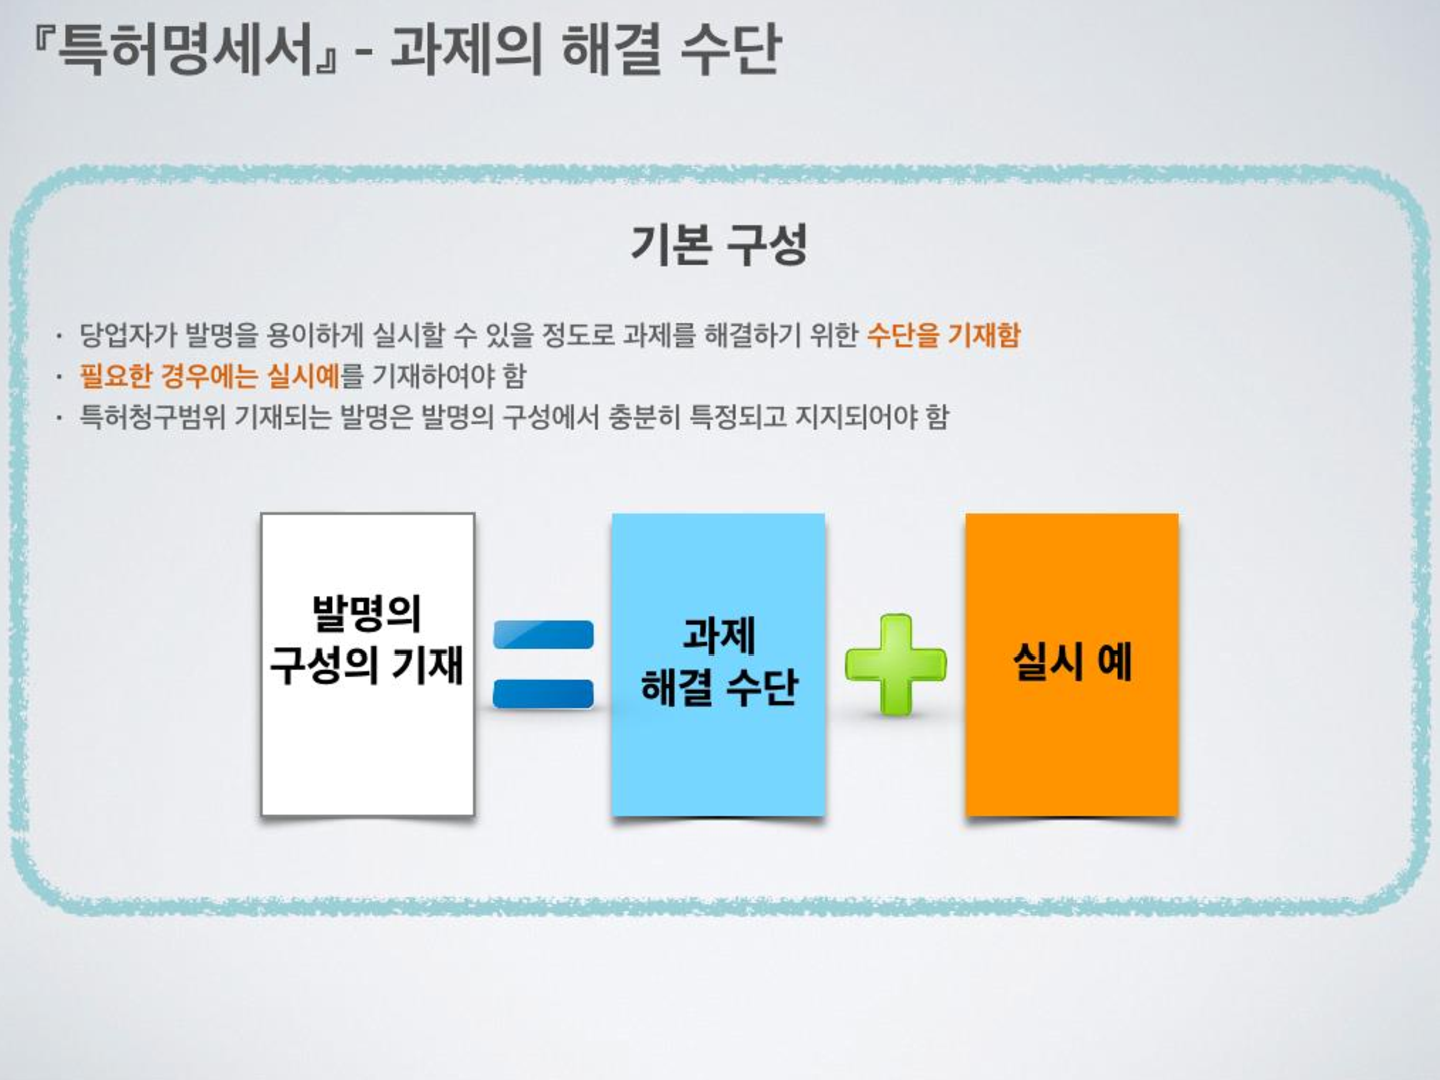 『특허명세서』 - 과제의 해결 수단
기본 구성
· 당업자가 발명을 용이하게 실시할 수 있을 정도로 과제를 해결하기 위한 수단을 기재함
· 필요한 경우에는 실시예를 기재하여야 함
· 특허청구범위 기재되는 발명은 발명의 구성에서 충분히 특정되고 지지되어야 함
발명의
구성의 기재
과제
해결 수단
실시 예